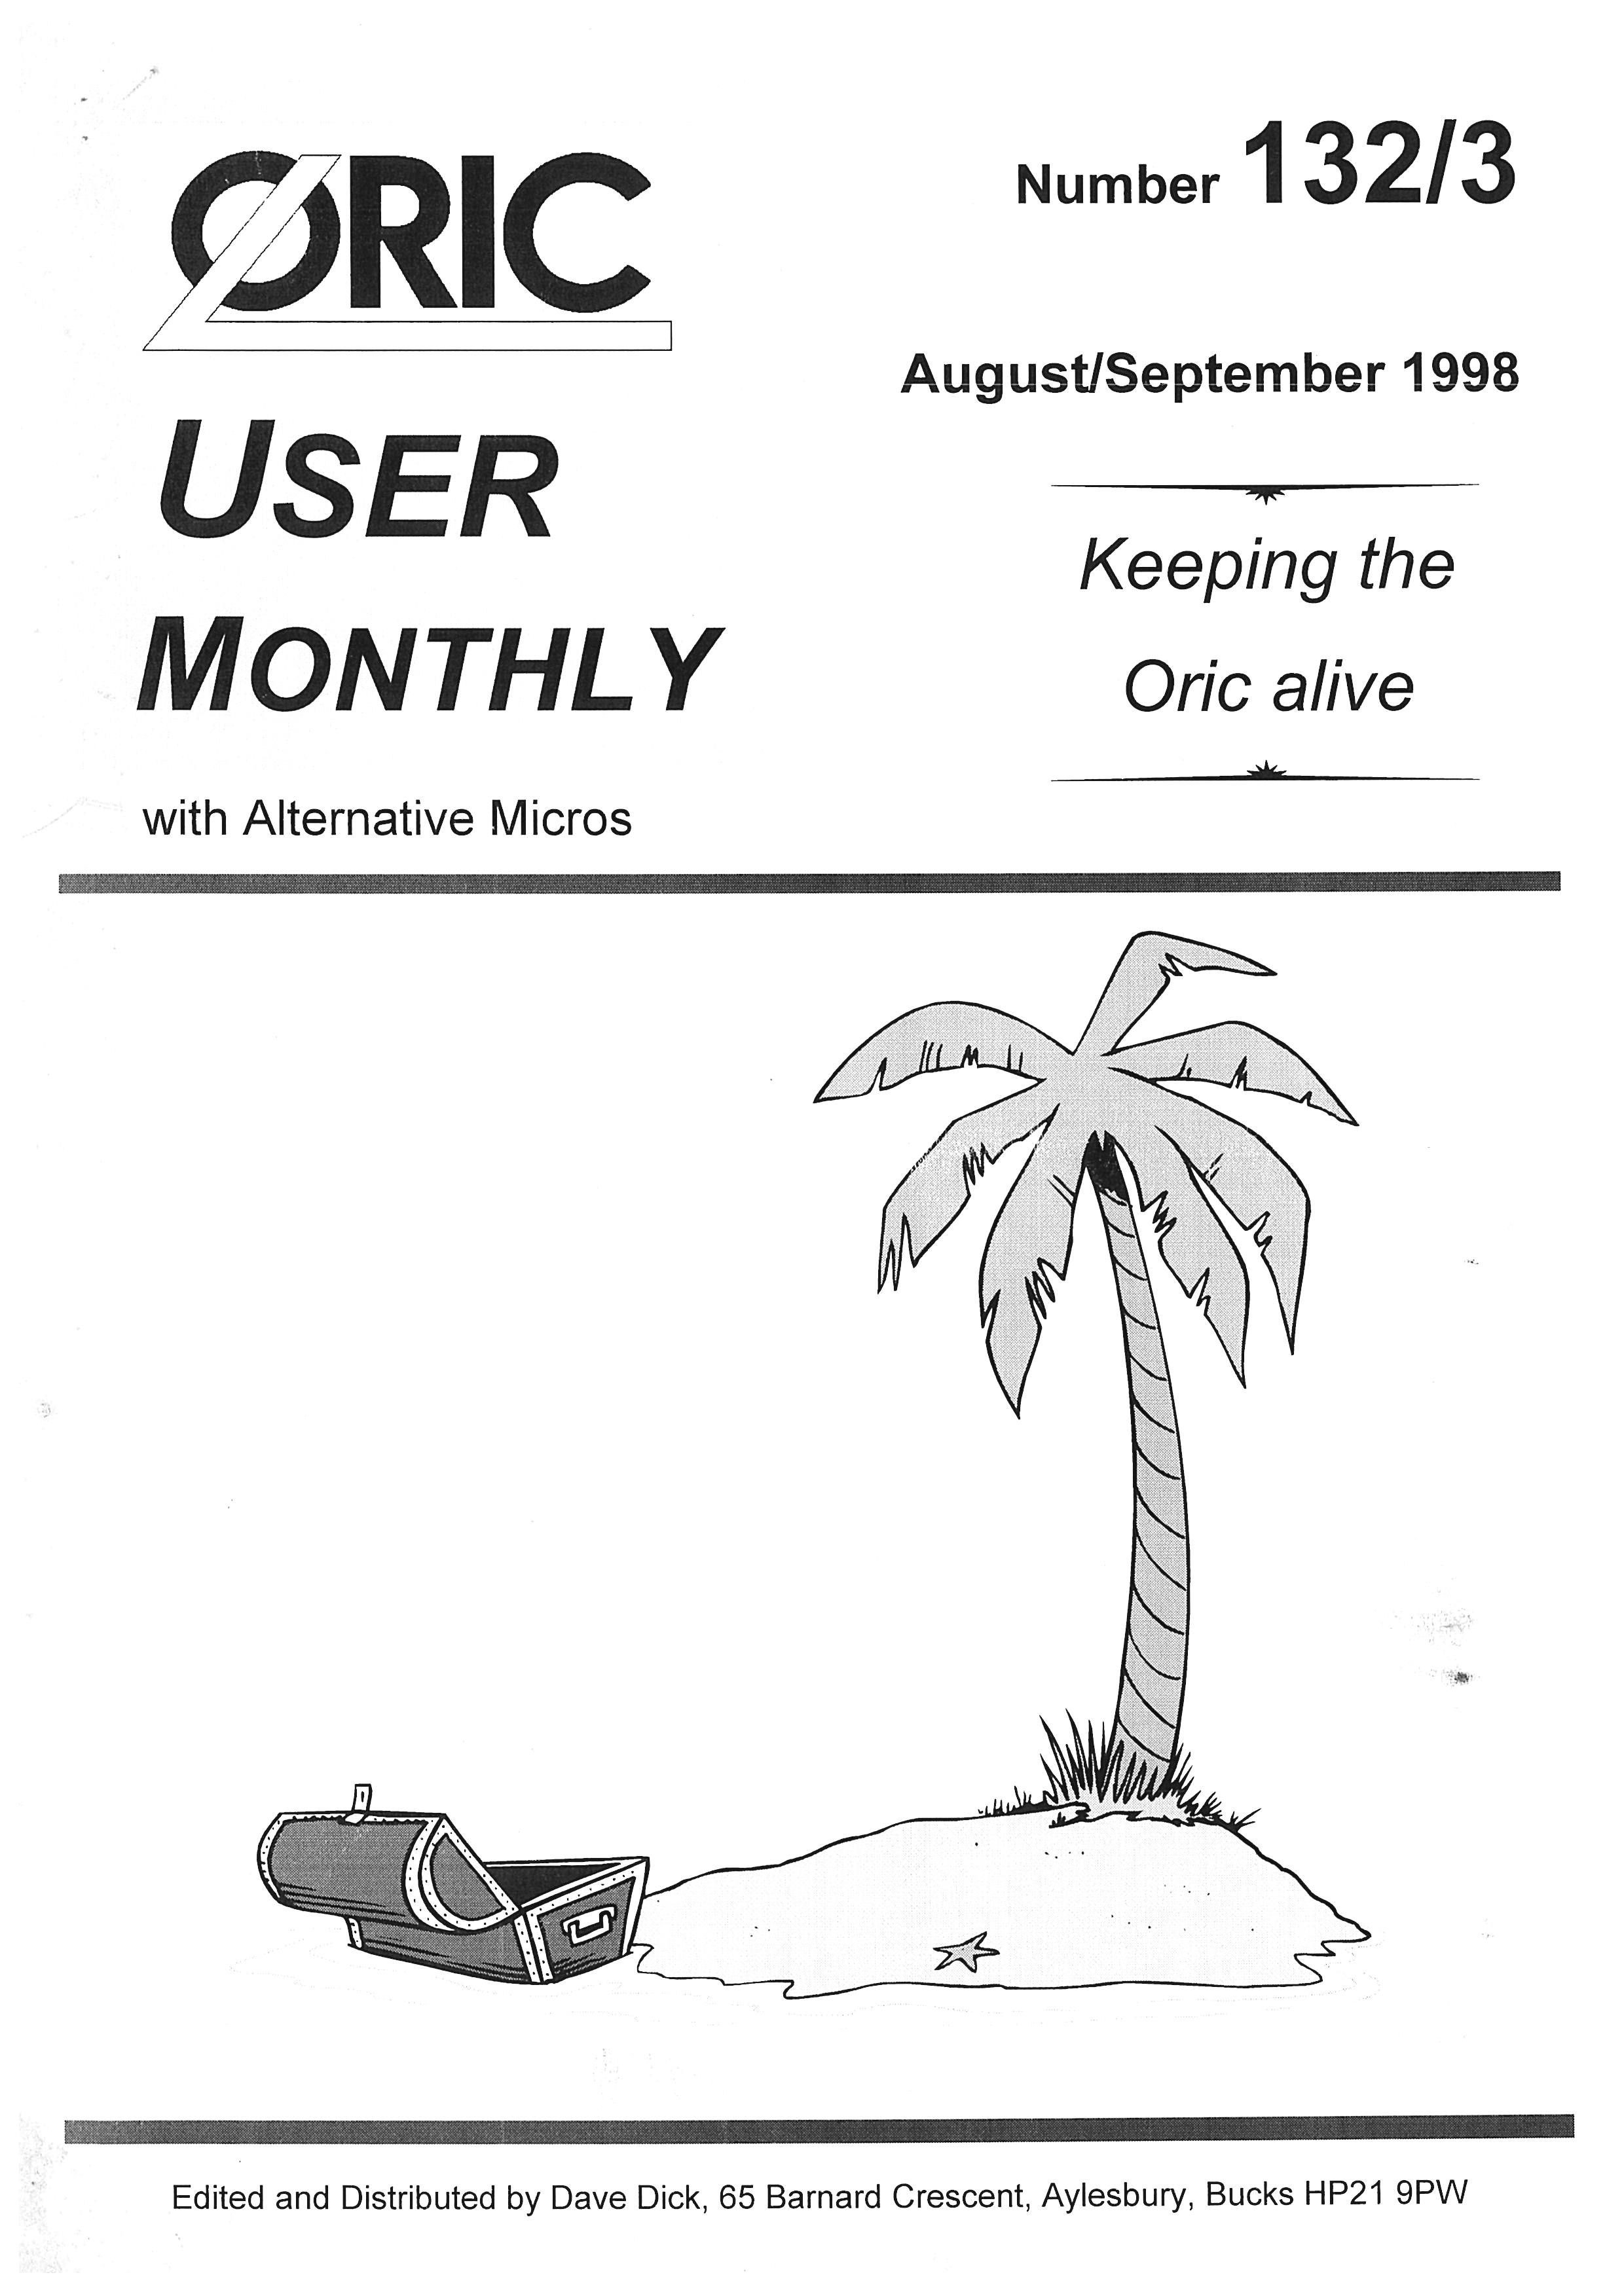 ORIC
USER
MONTHLY
with Alternative Micros
Number 132/3
August/September 1998
Keeping the
Oric alive
Edited and Distributed by Dave Dick, 65 Barnard Crescent, Aylesbury, Bucks HP21 9PW